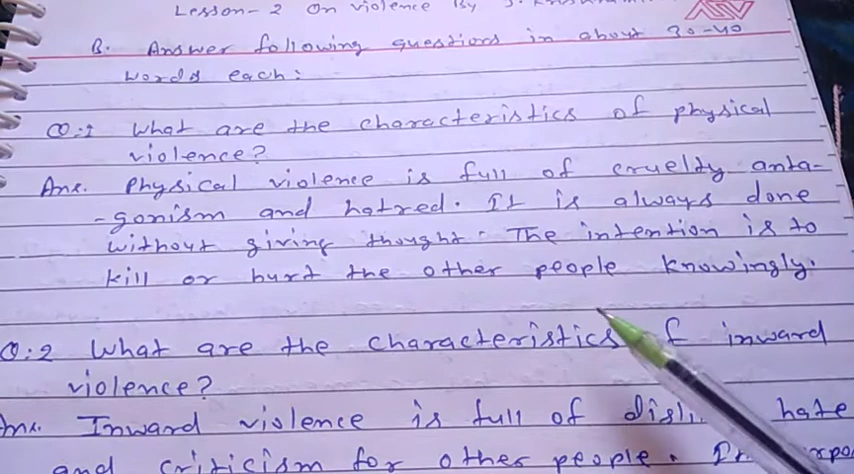 Lesson-2 On violence By J.
B. Answer following questions in about 30-40
words each:
Q:1 What are the characteristics of physical
violence?
Ans. Physical violence is full of cruelty anta-
-gonism and hatred. It is always done
without giving thought. The intention is to
kill or hurt the other people knowingly.
Q:2 What are the characteristics of inward
violence?
Ans. Inward violence is full of hate
and criticism for other people.